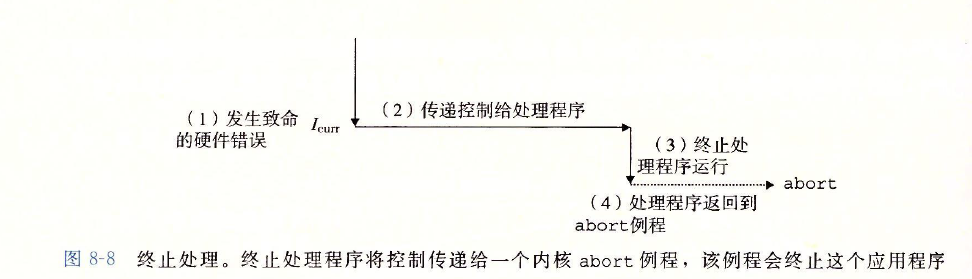 （1）发生致命
的硬件错误
Icurr
（2）传递控制给处理程序
（3）终止处
理程序运行
abort
（4）处理程序返回到
abort例程
图 8-8 终止处理。终止处理程序将控制传递给一个内核 abort 例程，该例程会终止这个应用程序